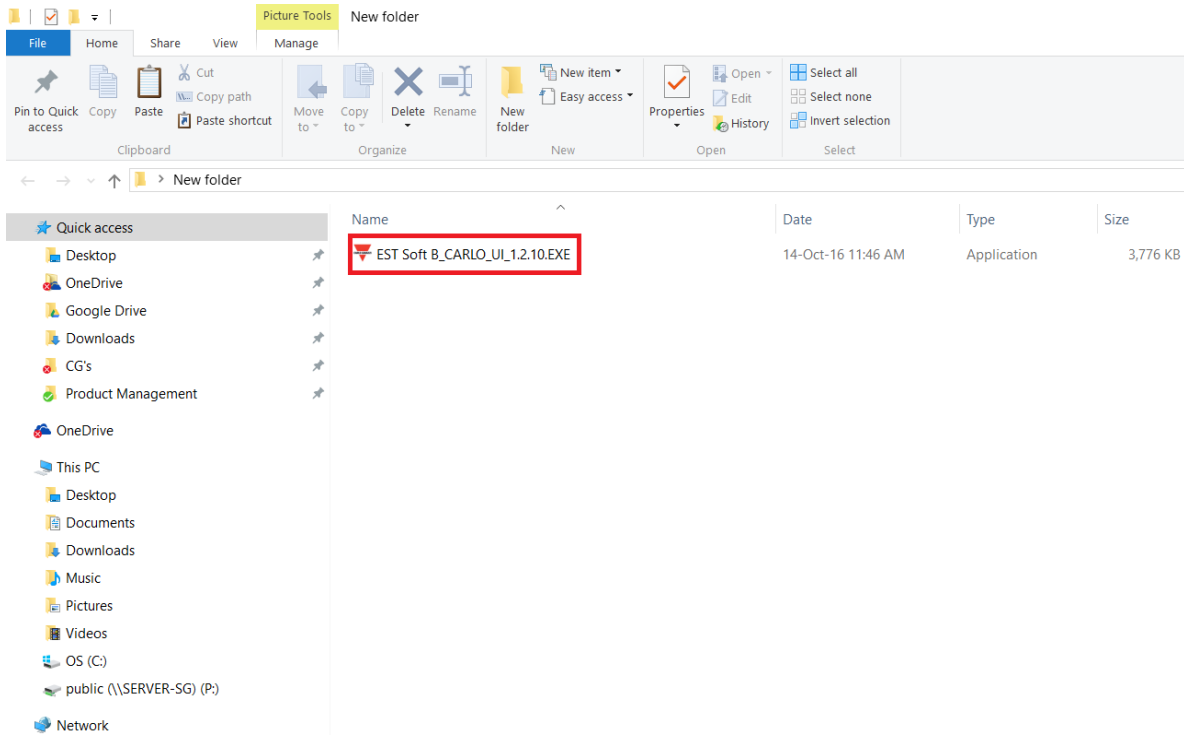 Picture Tools New folder
File Home Share View Manage
Pin to Quick access
Copy
Paste
Cut
Copy path
Paste shortcut
Clipboard
Move to
Copy to
Delete
Rename
Organize
New folder
New item
Easy access
New
Properties
Open
Edit
History
Open
Select all
Select none
Invert selection
Select
New folder
Name Date Type Size
EST Soft B_CARLO_UI_1.2.10.EXE 14-Oct-16 11:46 AM Application 3,776 KB
Quick access
Desktop
OneDrive
Google Drive
Downloads
CG's
Product Management
OneDrive
This PC
Desktop
Documents
Downloads
Music
Pictures
Videos
OS (C:)
public (\\SERVER-SG) (P:)
Network